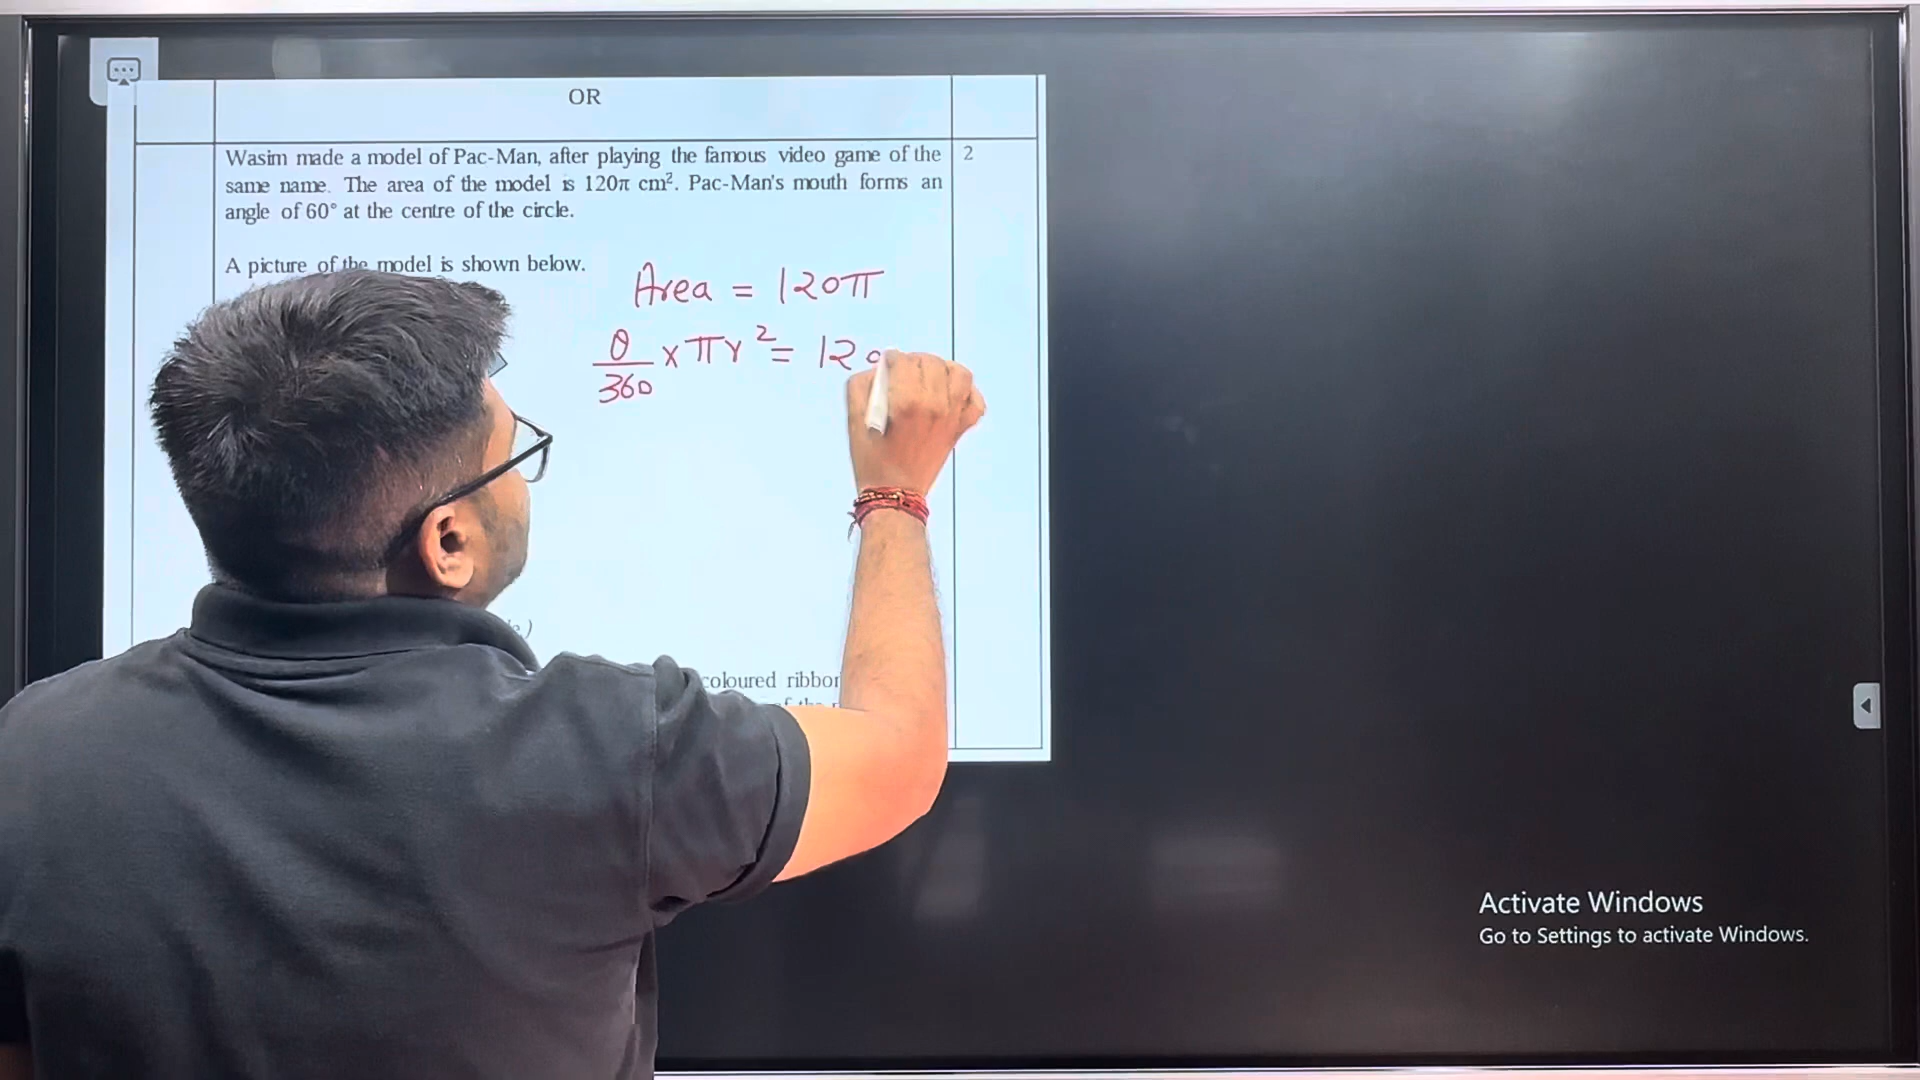 OR
Wasim made a model of Pac-Man, after playing the famous video game of the 2
same name. The area of the model is 120π cm². Pac-Man's mouth forms an
angle of 60° at the centre of the circle.
A picture of the model is shown below.
Area = 120π
θ/360 × πr² = 120
coloured ribbon
of the
Activate Windows
Go to Settings to activate Windows.